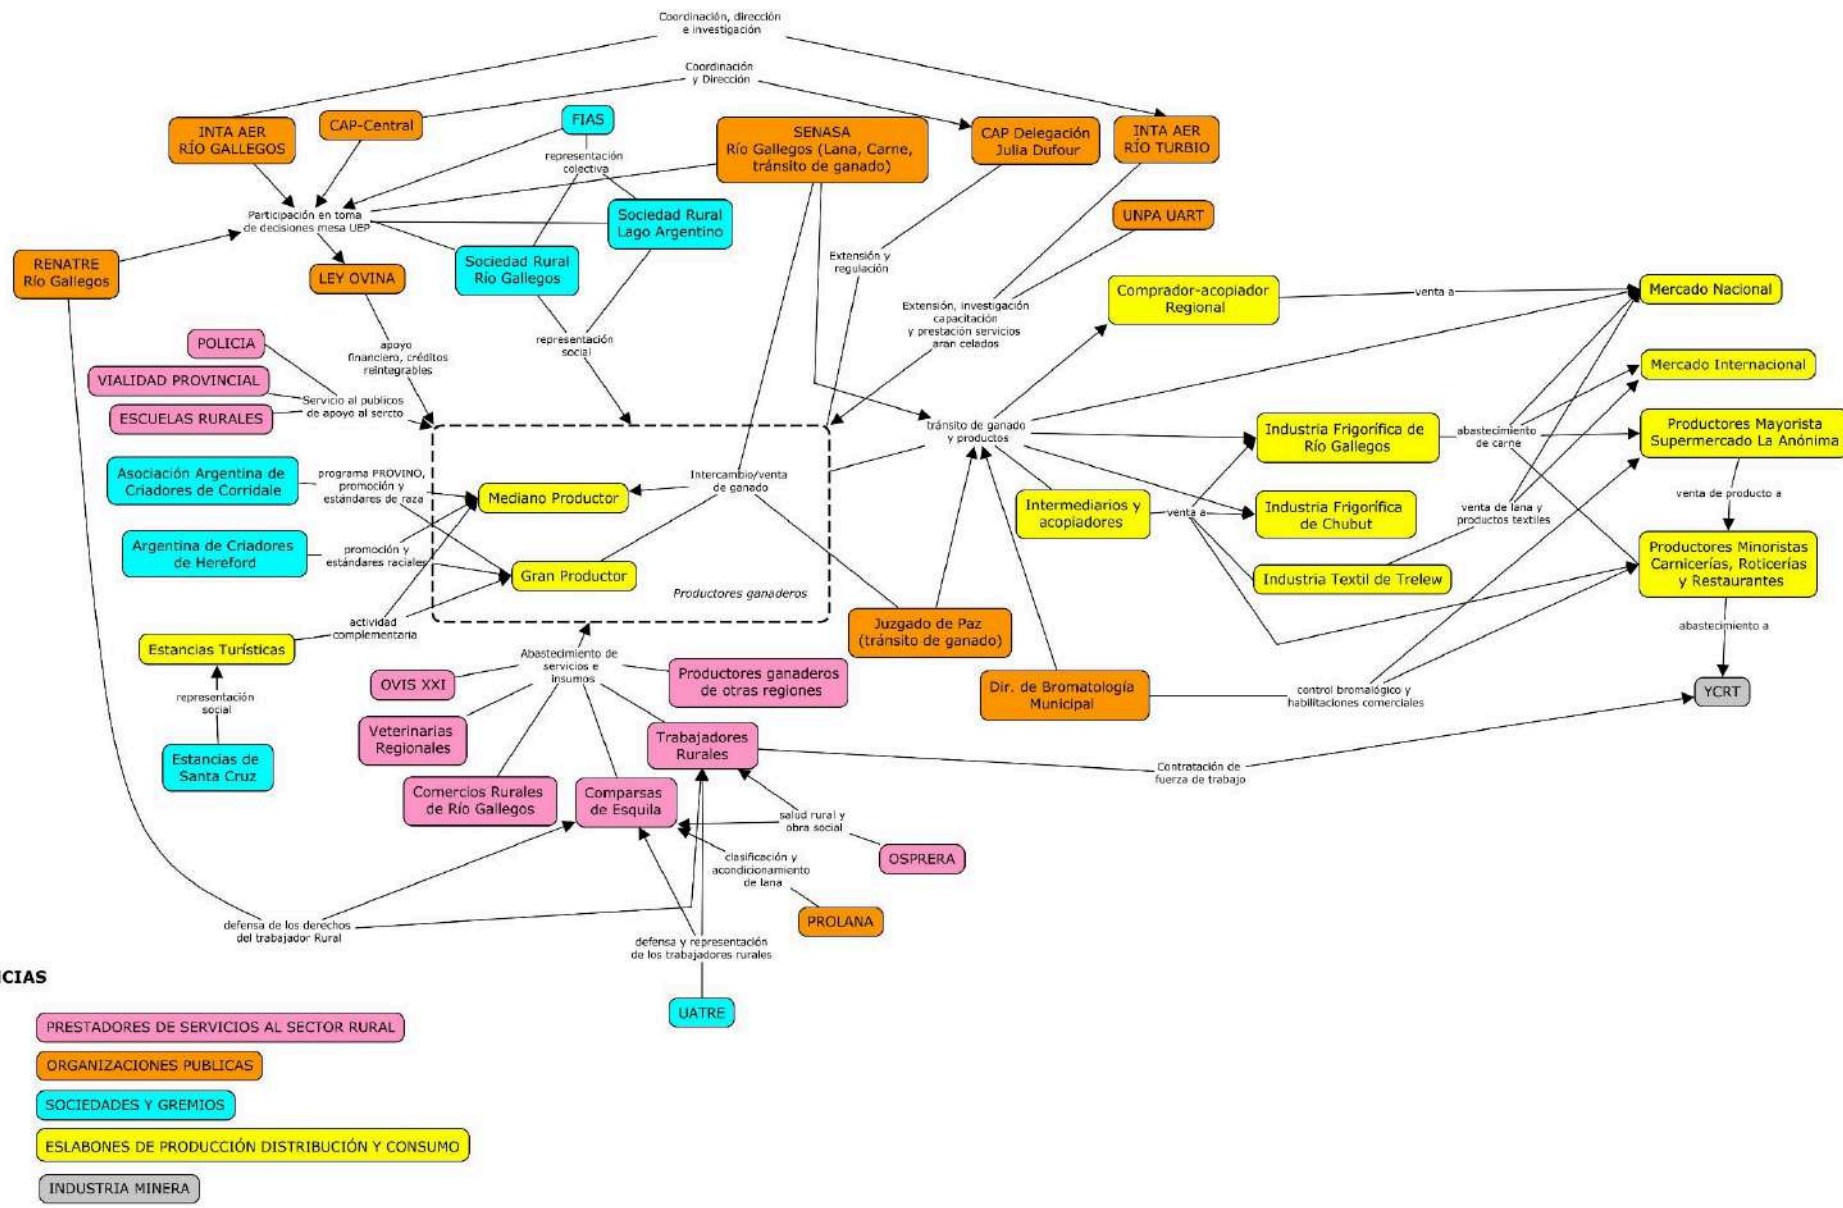 Coordinación, dirección
e investigación
Coordinación
y Dirección
INTA AER
RÍO GALLEGOS
CAP-Central
FIAS
SENASA
Río Gallegos (Lana, Carne,
tránsito de ganado)
CAP Delegación
Julia Dufour
INTA AER
RÍO TURBIO
representación
colectiva
Participación en toma
de decisiones mesa UEP
Sociedad Rural
Lago Argentino
UNPA UART
RENATRE
Río Gallegos
LEY OVINA
Sociedad Rural
Río Gallegos
Extensión y
regulación
Comprador-acopiador
Regional
venta a
Mercado Nacional
Extensión, investigación
capacitación
y prestación servicios
aran celados
POLICIA
apoyo
financiero, créditos
reintegrables
representación
social
Mercado Internacional
VIALIDAD PROVINCIAL
ESCUELAS RURALES
Servicio al publicos
de apoyo al sercto
tránsito de ganado
y productos
Industria Frigorífica de
Río Gallegos
abastecimiento
de carne
Productores Mayorista
Supermercado La Anónima
Asociación Argentina de
Criadores de Corridale
programa PROVINO,
promoción y
estándares de raza
Mediano Productor
Intercambio/venta
de ganado
Intermediarios y
acopiadores
venta a
Industria Frigorífica
de Chubut
venta de lana y
productos textiles
venta de producto a
Argentina de Criadores
de Hereford
promoción y
estándares raciales
Gran Productor
Productores ganaderos
Industria Textil de Trelew
Productores Minoristas
Carnicerías, Roticerías
y Restaurantes
actividad
complementaria
Juzgado de Paz
(tránsito de ganado)
abastecimiento a
Estancias Turísticas
Abastecimiento de
servicios e
insumos
OVIS XXI
Productores ganaderos
de otras regiones
Dir. de Bromatología
Municipal
control bromalógico y
habilitaciones comerciales
YCRT
representación
social
Veterinarias
Regionales
Trabajadores
Rurales
Estancias de
Santa Cruz
Contratación de
fuerza de trabajo
Comercios Rurales
de Río Gallegos
Comparsas
de Esquila
salud rural y
obra social
OSPRERA
clasificación y
acondicionamiento
de lana
PROLANA
defensa de los derechos
del trabajador Rural
defensa y representación
de los trabajadores rurales
UATRE
NCIAS
PRESTADORES DE SERVICIOS AL SECTOR RURAL
ORGANIZACIONES PUBLICAS
SOCIEDADES Y GREMIOS
ESLABONES DE PRODUCCIÓN DISTRIBUCIÓN Y CONSUMO
INDUSTRIA MINERA